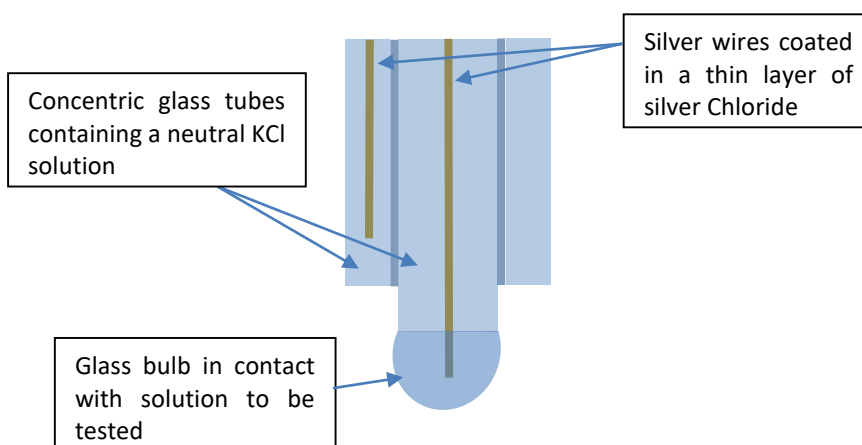 Silver wires coated
in a thin layer of
silver Chloride
Concentric glass tubes
containing a neutral KCl
solution
Glass bulb in contact
with solution to be
tested